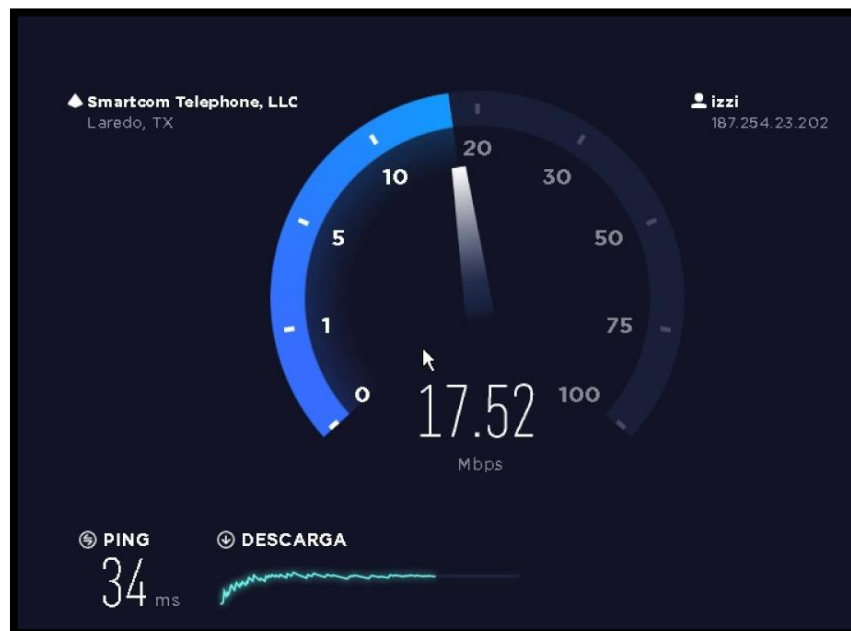 Smartcom Telephone, LLC
Laredo, TX
izzi
187.254.23.202
0
1
5
10
20
30
50
75
100
17.52
Mbps
PING
34 ms
DESCARGA